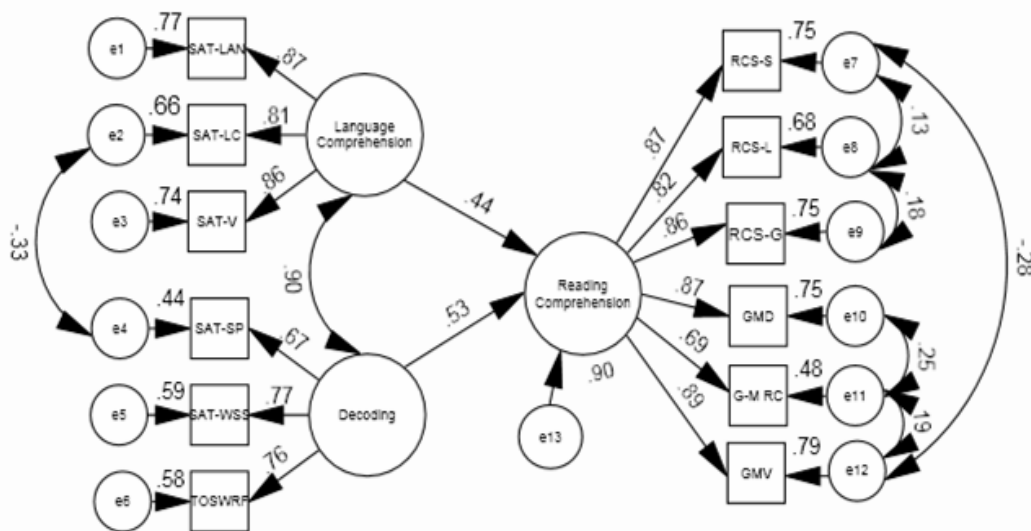 .77
e1
SAT-LAN
.87
.66
e2
SAT-LC
.81
Language
Comprehension
.74
e3
SAT-V
.86
-.33
.90
.44
.44
e4
SAT-SP
.67
.53
.59
e5
SAT-WSS
.77
Decoding
.58
e6
TOSWRF
.76
Reading
Comprehension
.90
e13
.87
RCS-S
.75
e7
.13
.82
RCS-L
.68
e8
.18
.86
RCS-G
.75
e9
-.28
.87
GMD
.75
e10
.25
.69
G-M RC
.48
e11
.19
.89
GMV
.79
e12